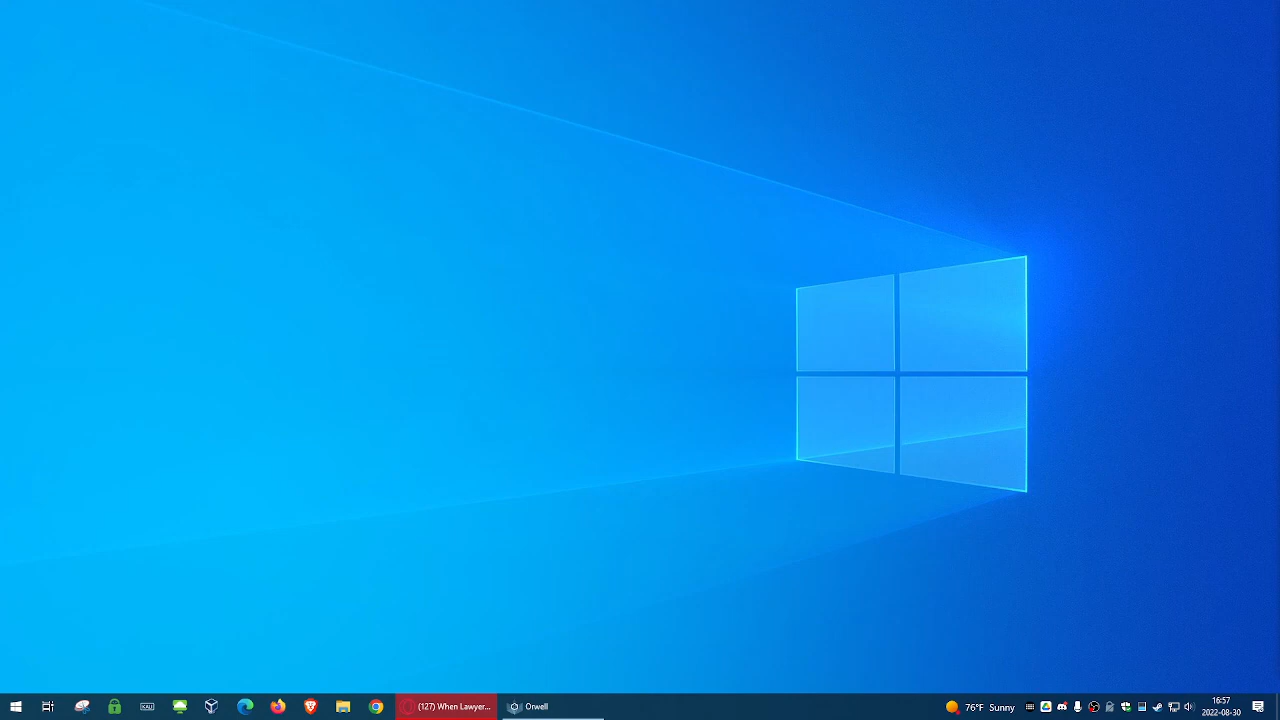 (127) When Lawyer...
Orwell
76°F Sunny
16:57
2022-08-30